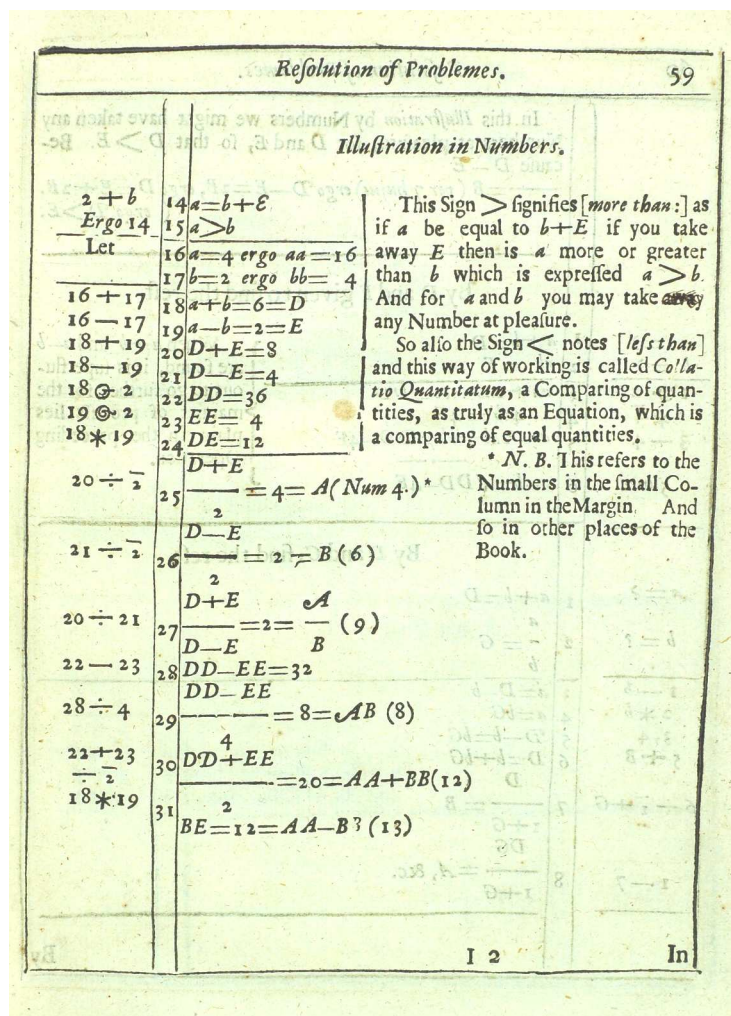 Reſolution of Problemes. 59
Illuſtration in Numbers.
2 + b 14 a=b+E
Ergo 14 15 a>b
Let 16 a=4 ergo aa=16
17 b=2 ergo bb= 4
16+17 18 a+b=6=D
16—17 19 a—b=2=E
18+19 20 D+E=8
18—19 21 D—E=4
18 ⊚ 2 22 DD=36
19 ⊚ 2 23 EE= 4
18*19 24 DE=12
This Sign > ſignifies [more than:] as
if a be equal to b+E if you take
away E then is a more or greater
than b which is expreſſed a>b.
And for a and b you may take
any Number at pleaſure.
So alſo the Sign < notes [leſs than]
and this way of working is called Colla-
tio Quantitatum, a Comparing of quan-
tities, as truly as an Equation, which is
a comparing of equal quantities.
* N. B. This refers to the
Numbers in the ſmall Co-
lumn in the Margin. And
ſo in other places of the
Book.
D+E
20 ÷ 2 25 —— = 4= A(Num 4.)*
2
D—E
21 ÷ 2 26 —— = 2 = B (6)
2
D+E A
20 ÷ 21 27 —— =2= — (9)
D—E B
22 — 23 28 DD—EE=32
DD—EE
28÷4 29 —— = 8=AB (8)
4
22+23 30 DD+EE
÷ 2 —— =20=AA+BB(12)
2
18*19 31 BE=12=AA—BB (13)
I 2 In